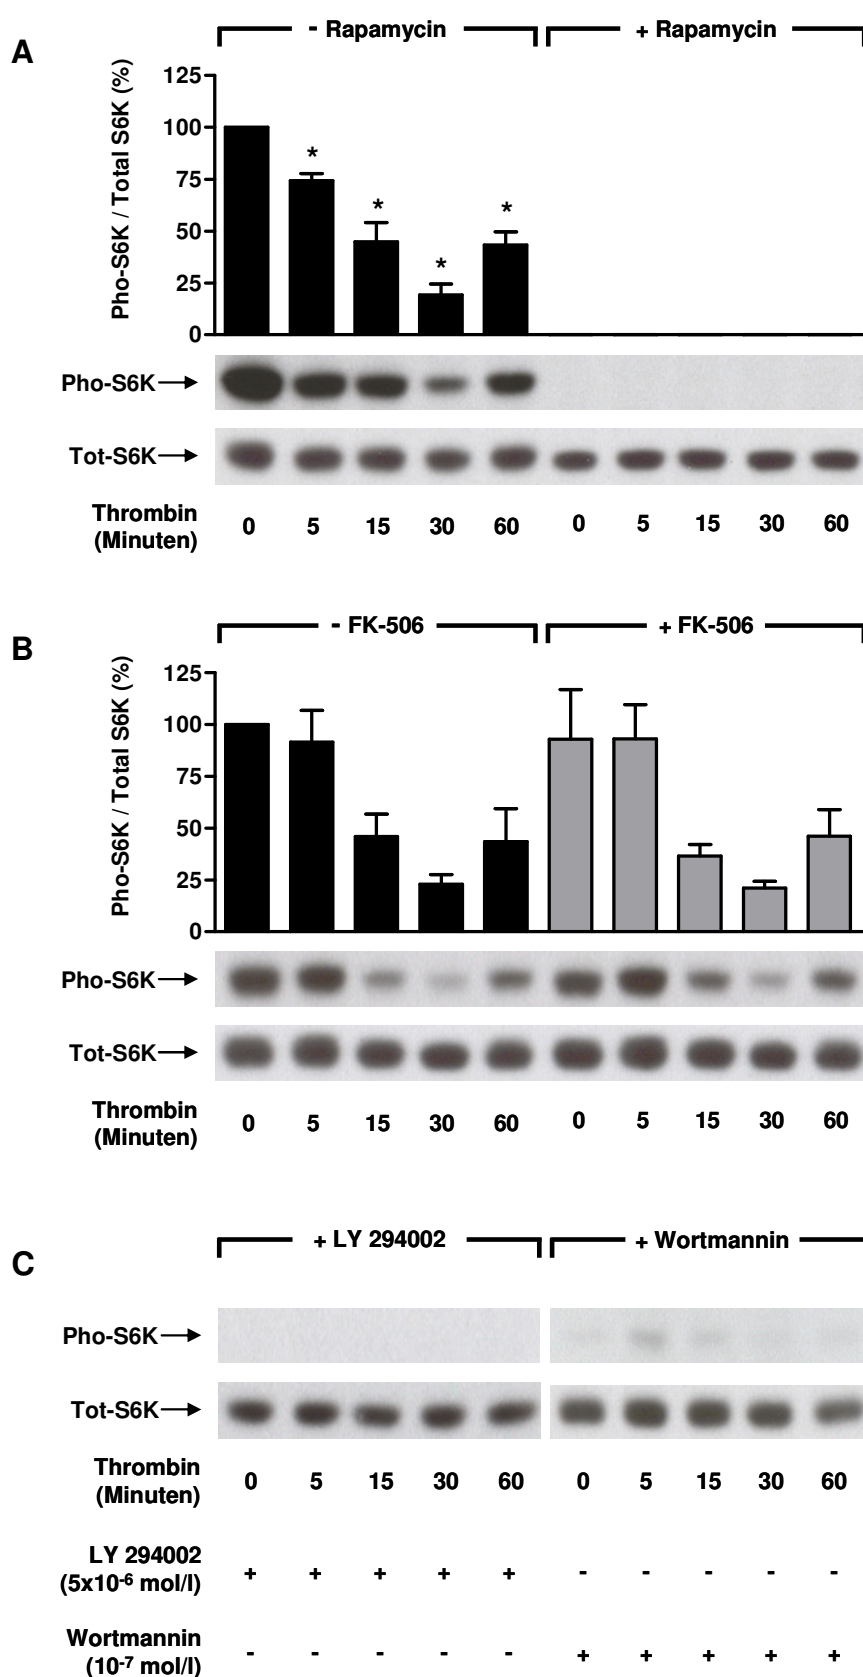 A
- Rapamycin + Rapamycin
Pho-S6K / Total S6K (%)
125
100
75
50
25
0
* * * *
Pho-S6K
Tot-S6K
Thrombin
(Minuten)
0 5 15 30 60 0 5 15 30 60
B
- FK-506 + FK-506
Pho-S6K / Total S6K (%)
125
100
75
50
25
0
Pho-S6K
Tot-S6K
Thrombin
(Minuten)
0 5 15 30 60 0 5 15 30 60
C
+ LY 294002 + Wortmannin
Pho-S6K
Tot-S6K
Thrombin
(Minuten)
0 5 15 30 60 0 5 15 30 60
LY 294002
(5x10⁻⁶ mol/l)
+ + + + + - - - - -
Wortmannin
(10⁻⁷ mol/l)
- - - - - + + + + +